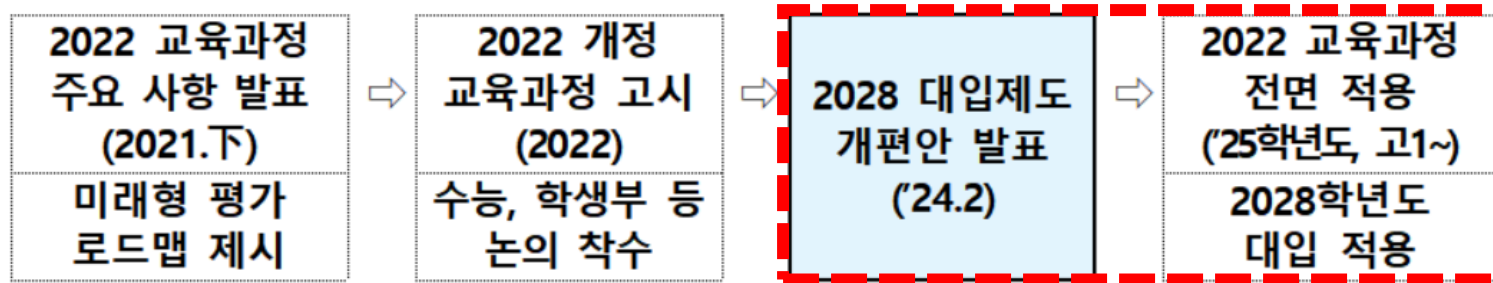 2022 교육과정
주요 사항 발표
(2021.下)
미래형 평가
로드맵 제시
⇨
2022 개정
교육과정 고시
(2022)
수능, 학생부 등
논의 착수
⇨
2028 대입제도
개편안 발표
(’24.2)
⇨
2022 교육과정
전면 적용
(’25학년도, 고1~)
2028학년도
대입 적용